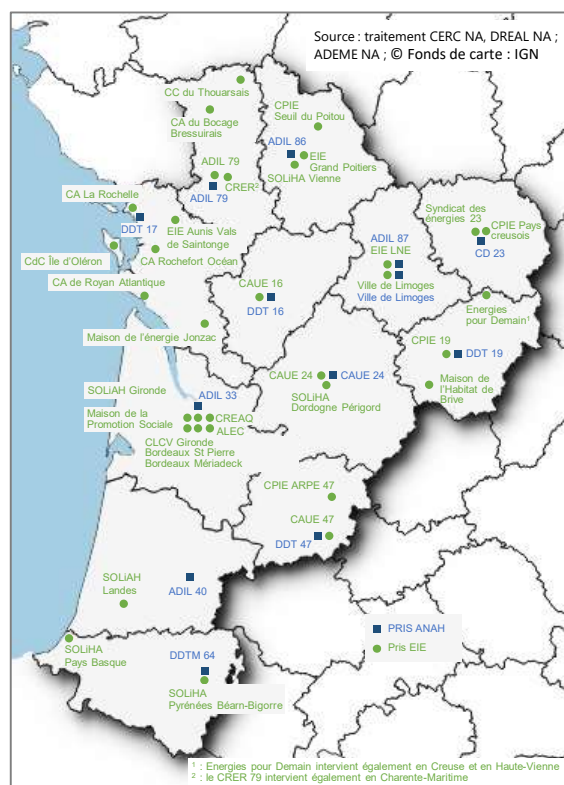 Source : traitement CERC NA, DREAL NA ;
ADEME NA ; © Fonds de carte : IGN
CC du Thouarsais
CPIE
Seuil du Poitou
CA du Bocage
Bressuirais
ADIL 86
EIE
Grand Poitiers
SOLiHA Vienne
ADIL 79
CRER²
ADIL 79
CA La Rochelle
DDT 17
EIE Aunis Vals
de Saintonge
Syndicat des
énergies 23
CPIE Pays
creusois
CD 23
ADIL 87
EIE LNE
Ville de Limoges
Ville de Limoges
CdC Île d'Oléron
CA Rochefort Océan
CA de Royan Atlantique
CAUE 16
DDT 16
Energies
pour Demain¹
Maison de l'énergie Jonzac
CPIE 19
DDT 19
Maison de
l'Habitat de
Brive
CAUE 24
CAUE 24
SOLiHA
Dordogne Périgord
SOLiAH Gironde
ADIL 33
Maison de la
Promotion Sociale
CREAQ
ALEC
CLCV Gironde
Bordeaux St Pierre
Bordeaux Mériadeck
CPIE ARPE 47
CAUE 47
DDT 47
SOLiAH
Landes
ADIL 40
SOLiHA
Pays Basque
DDTM 64
SOLiHA
Pyrénées Béarn-Bigorre
PRIS ANAH
Pris EIE
¹ : Energies pour Demain intervient également en Creuse et en Haute-Vienne
² : le CRER 79 intervient également en Charente-Maritime